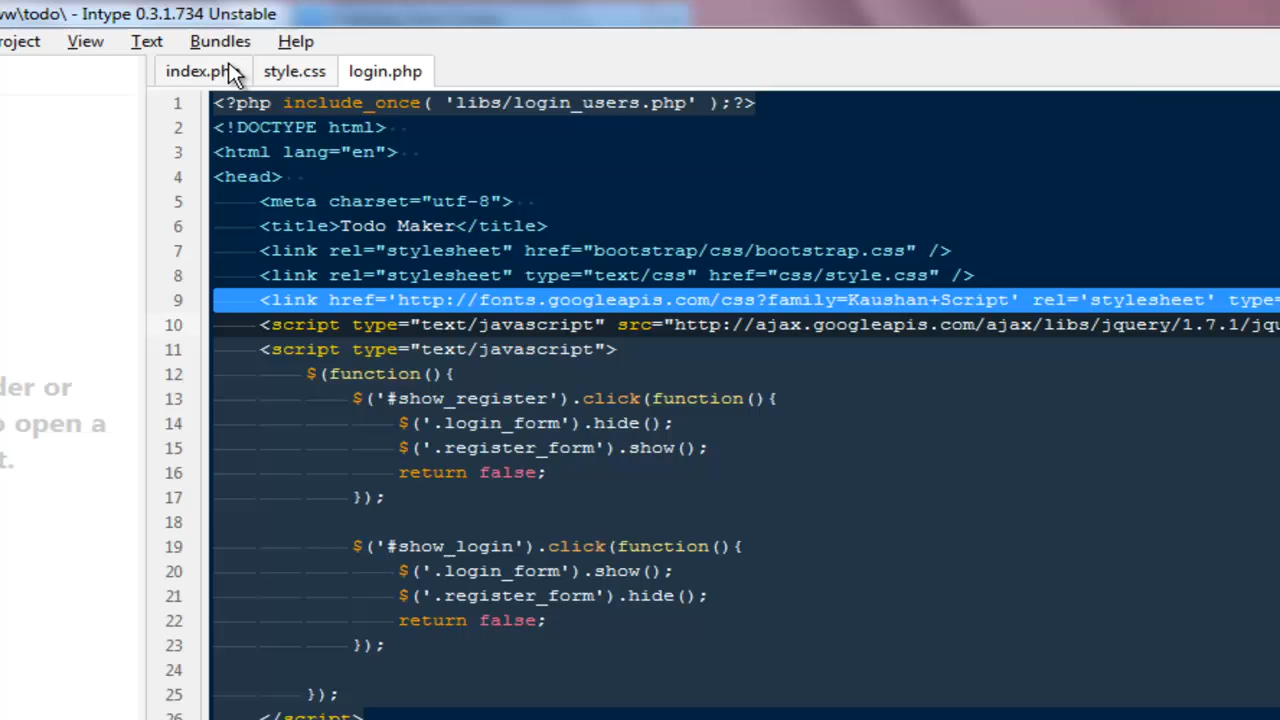 ww\todo\ - Intype 0.3.1.734 Unstable
roject View Text Bundles Help
index.php style.css login.php
1 <?php include_once( 'libs/login_users.php' );?>
2 <!DOCTYPE html>
3 <html lang="en">
4 <head>
5 <meta charset="utf-8">
6 <title>Todo Maker</title>
7 <link rel="stylesheet" href="bootstrap/css/bootstrap.css" />
8 <link rel="stylesheet" type="text/css" href="css/style.css" />
9 <link href='http://fonts.googleapis.com/css?family=Kaushan+Script' rel='stylesheet' type=
10 <script type="text/javascript" src="http://ajax.googleapis.com/ajax/libs/jquery/1.7.1/jqu
11 <script type="text/javascript">
12 $(function(){
13 $('#show_register').click(function(){
14 $('.login_form').hide();
15 $('.register_form').show();
16 return false;
17 });
18
19 $('#show_login').click(function(){
20 $('.login_form').show();
21 $('.register_form').hide();
22 return false;
23 });
24
25 });
26 </script>
der or
o open a
t.